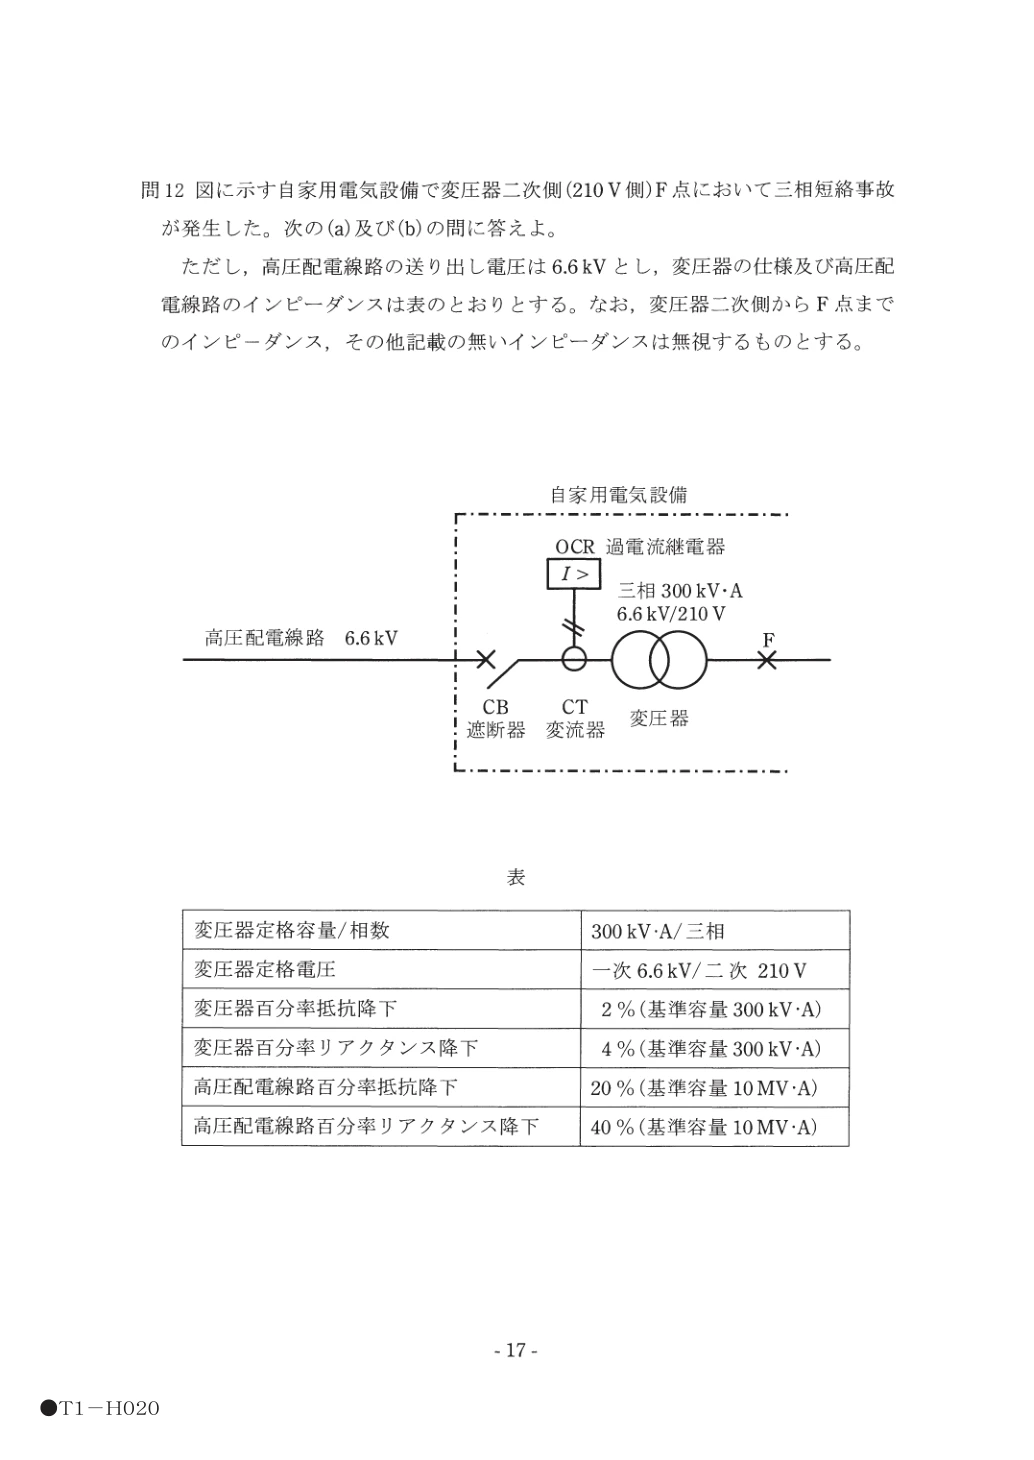 問12 図に示す自家用電気設備で変圧器二次側(210 V 側)F 点において三相短絡事故
が発生した。次の(a)及び(b)の問に答えよ。
ただし，高圧配電線路の送り出し電圧は 6.6 kV とし，変圧器の仕様及び高圧配
電線路のインピーダンスは表のとおりとする。なお，変圧器二次側から F 点まで
のインピーダンス，その他記載の無いインピーダンスは無視するものとする。
自家用電気設備
OCR 過電流継電器
I >
三相 300 kV·A
6.6 kV/210 V
高圧配電線路 6.6 kV
F
CB
遮断器
CT
変流器
変圧器
表
変圧器定格容量/相数 300 kV·A/三相
変圧器定格電圧 一次 6.6 kV/二次 210 V
変圧器百分率抵抗降下 2 %(基準容量 300 kV·A)
変圧器百分率リアクタンス降下 4 %(基準容量 300 kV·A)
高圧配電線路百分率抵抗降下 20 %(基準容量 10 MV·A)
高圧配電線路百分率リアクタンス降下 40 %(基準容量 10 MV·A)
- 17 -
●T1－H020